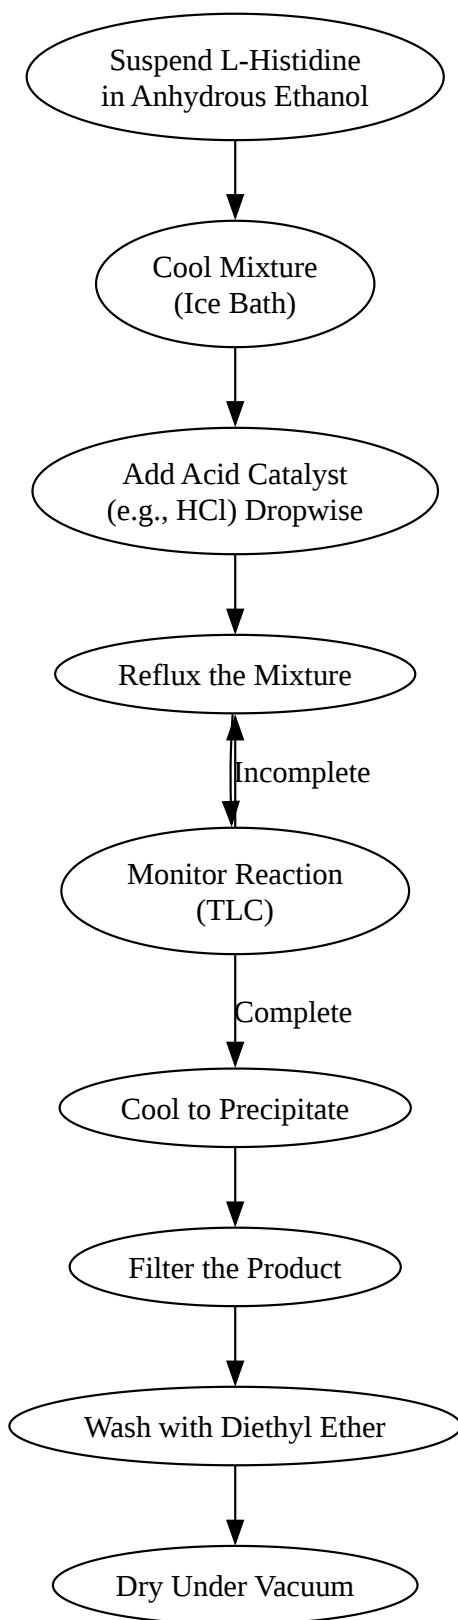 Suspend L-Histidine
in Anhydrous Ethanol
Cool Mixture
(Ice Bath)
Add Acid Catalyst
(e.g., HCl) Dropwise
Reflux the Mixture
Incomplete
Monitor Reaction
(TLC)
Complete
Cool to Precipitate
Filter the Product
Wash with Diethyl Ether
Dry Under Vacuum